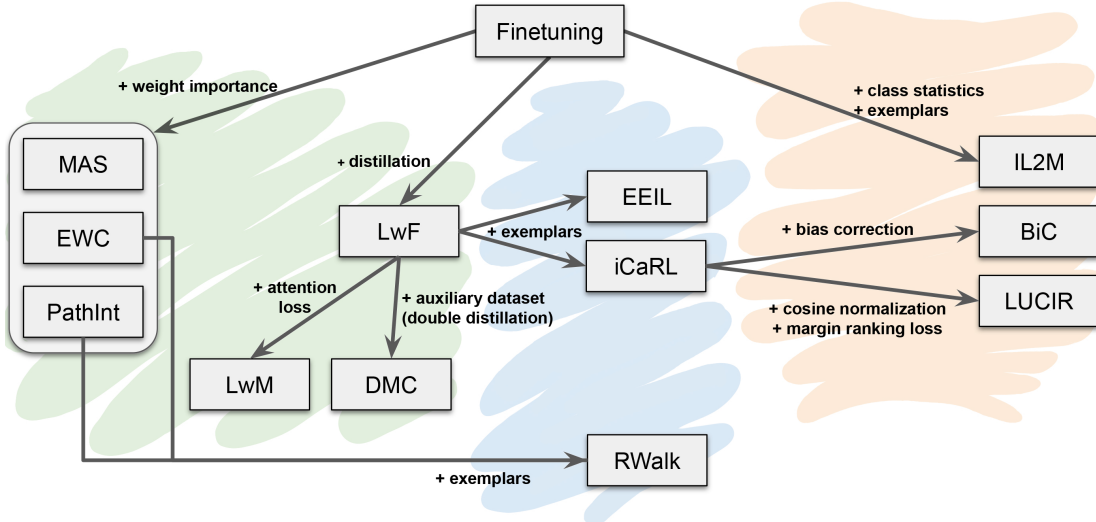 Finetuning
+ weight importance
+ class statistics
+ exemplars
MAS
+ distillation
IL2M
EEIL
EWC
LwF
+ exemplars
+ bias correction
BiC
iCaRL
+ attention
loss
+ auxiliary dataset
(double distillation)
PathInt
+ cosine normalization
+ margin ranking loss
LUCIR
LwM
DMC
RWalk
+ exemplars